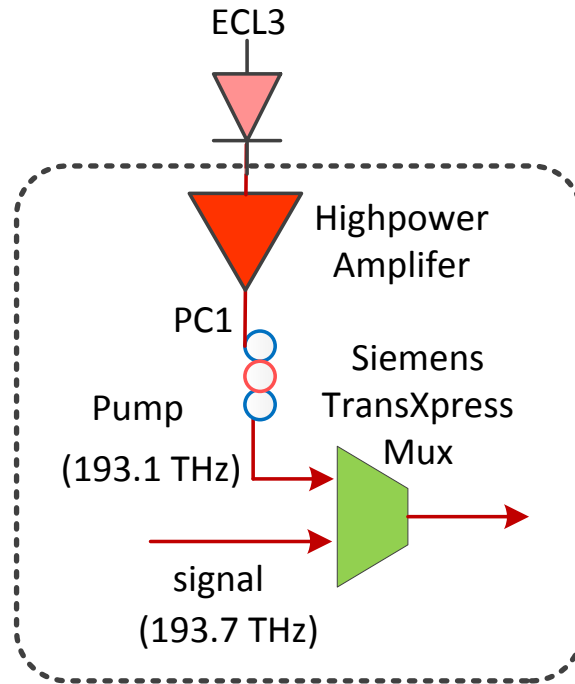 ECL3
Highpower
Amplifer
PC1
Siemens
TransXpress
Mux
Pump
(193.1 THz)
signal
(193.7 THz)